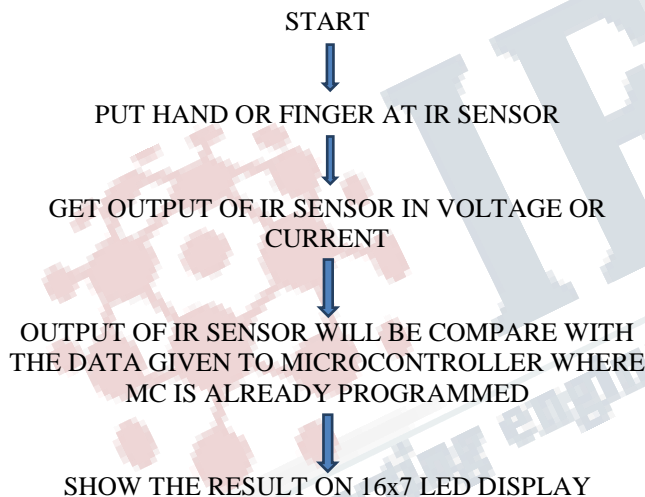 START
PUT HAND OR FINGER AT IR SENSOR
GET OUTPUT OF IR SENSOR IN VOLTAGE OR
CURRENT
OUTPUT OF IR SENSOR WILL BE COMPARE WITH
THE DATA GIVEN TO MICROCONTROLLER WHERE
MC IS ALREADY PROGRAMMED
SHOW THE RESULT ON 16x7 LED DISPLAY